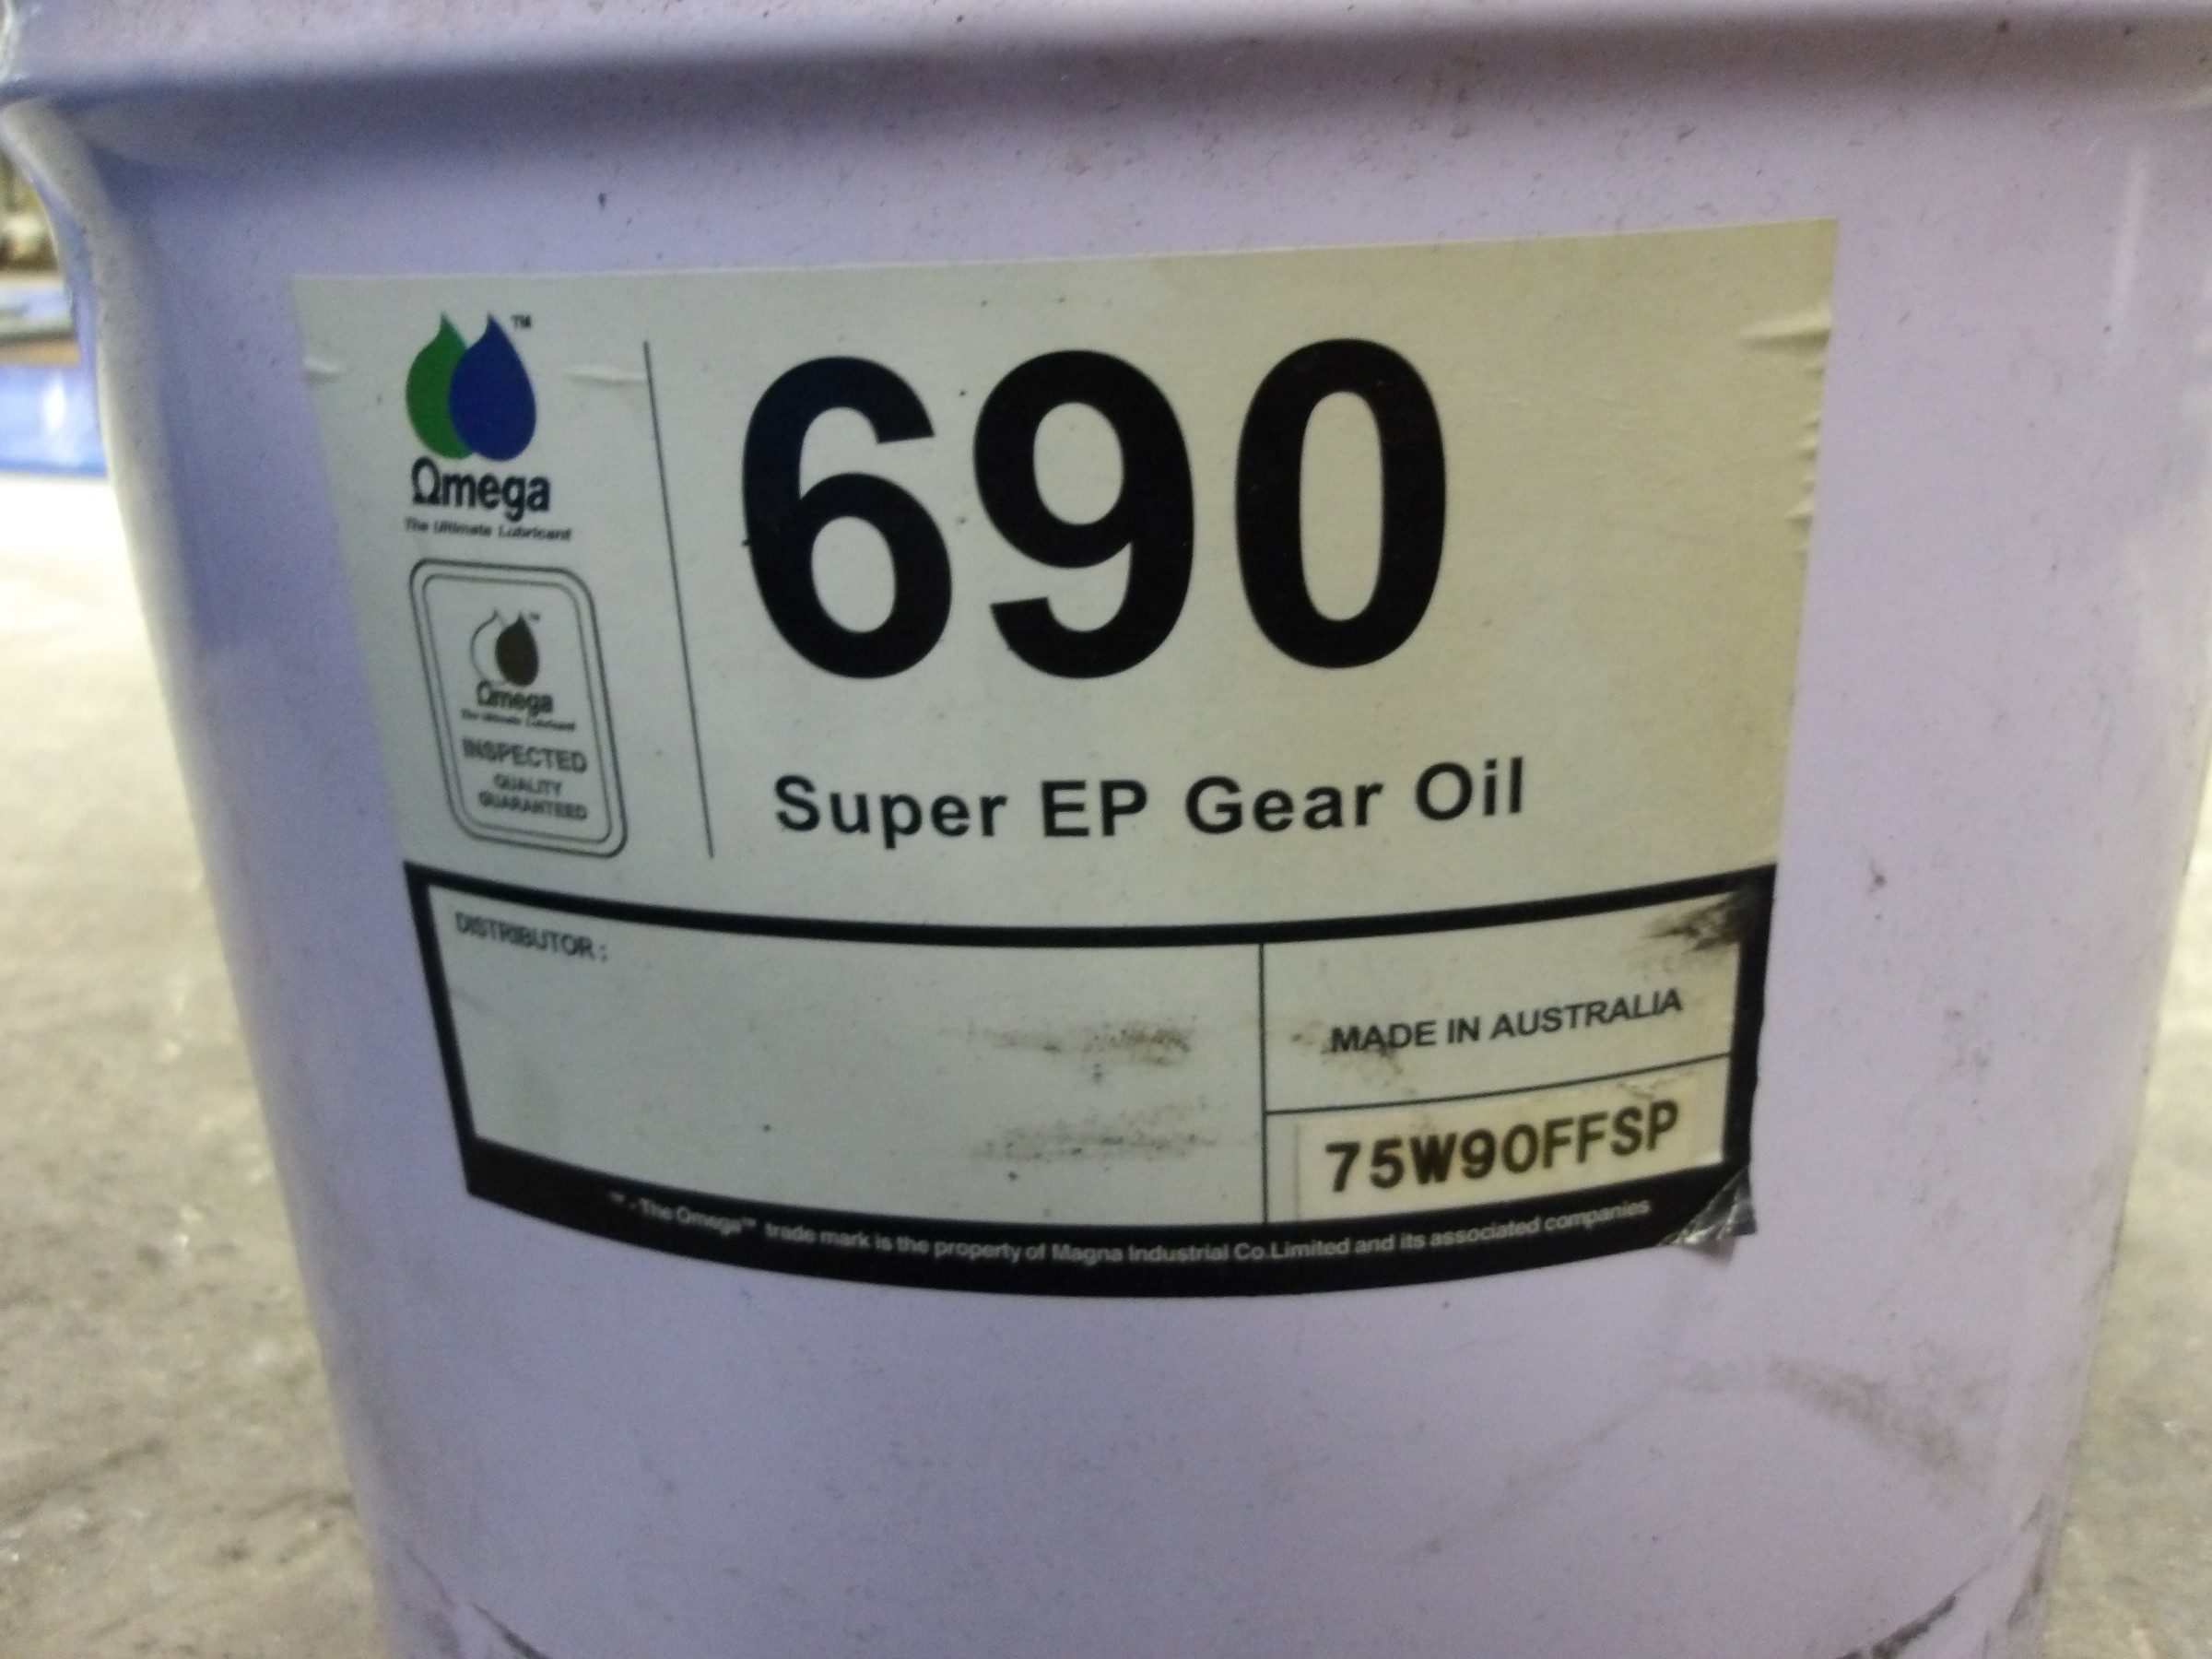 ™
Ωmega
The Ultimate Lubricant
™
Ωmega
The Ultimate Lubricant
INSPECTED
QUALITY
GUARANTEED
690
Super EP Gear Oil
DISTRIBUTOR :
MADE IN AUSTRALIA
75W90FFSP
™ - The Omega™ trade mark is the property of Magna Industrial Co.Limited and its associated companies